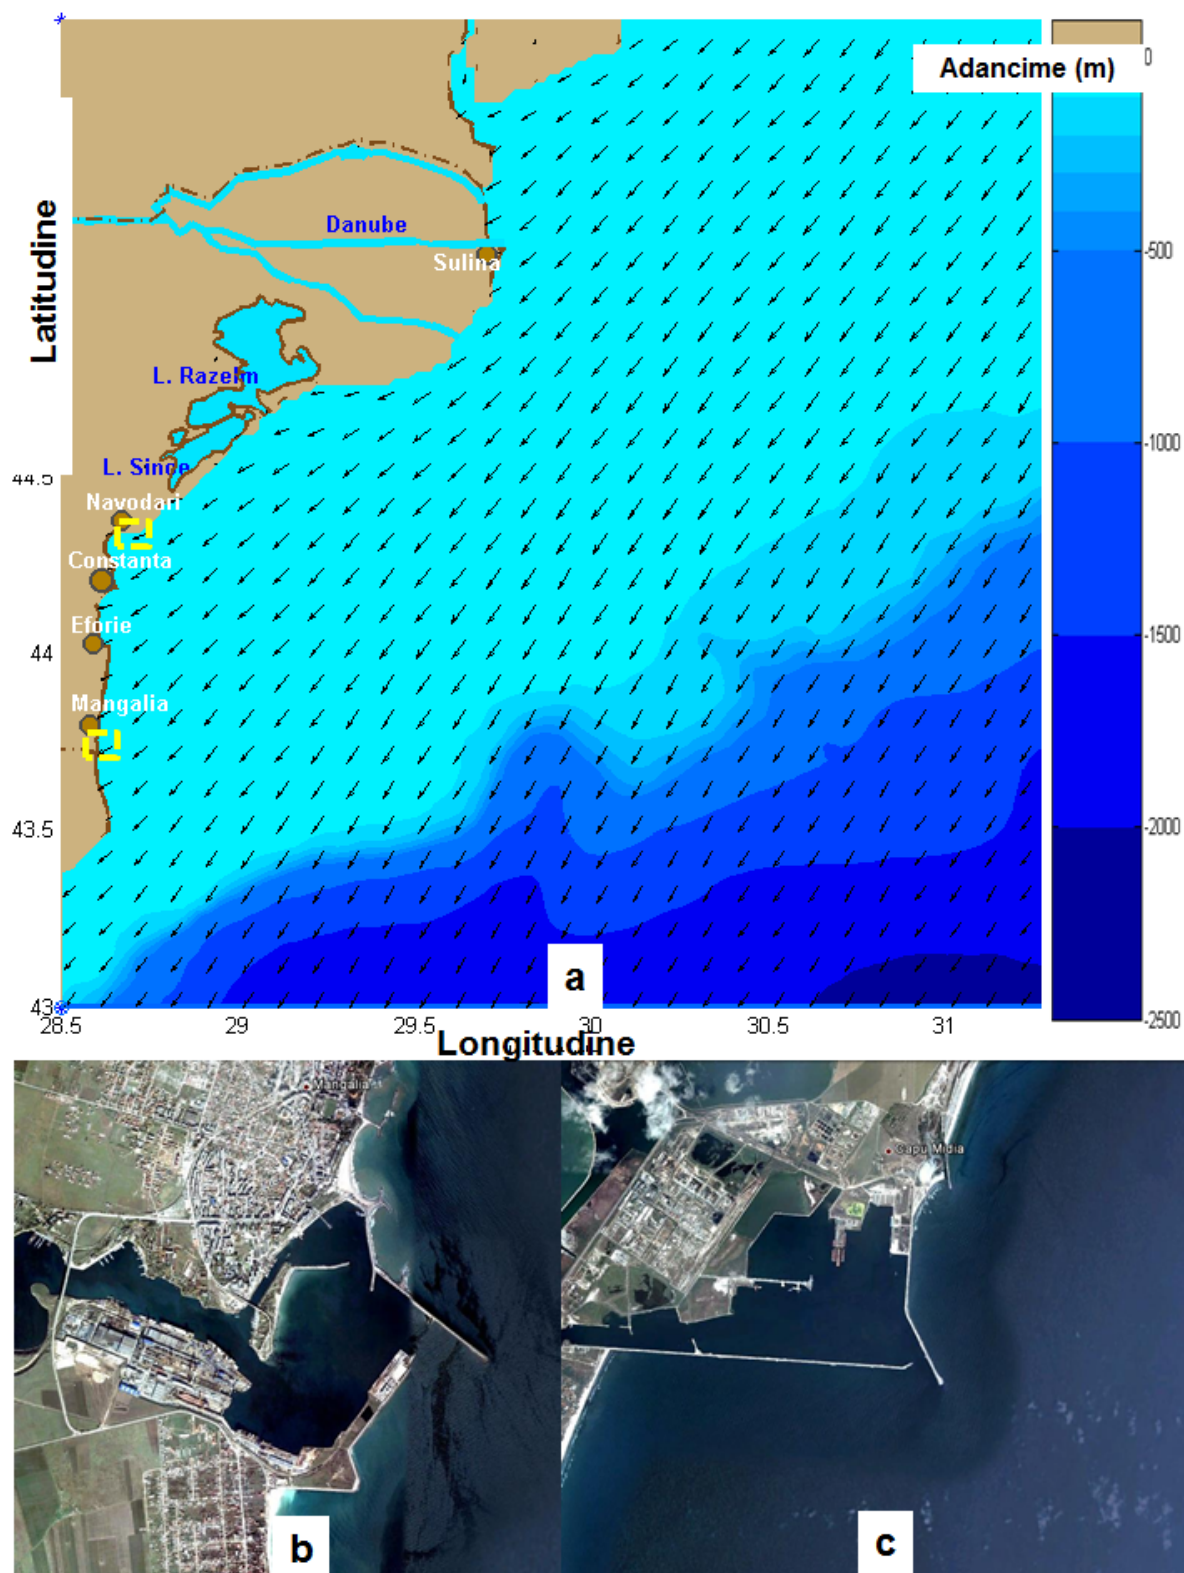 0
Adancime (m)
Danube
-500
Sulina
Latitudine
L. Razelm
-1000
L. Sinoe
44.5
Navodari
Constanta
-1500
Eforie
44
Mangalia
43.5
-2000
a
43
-2500
28.5
29
29.5
30
30.5
31
Longitudine
Mangalia
Capu Midia
b
c